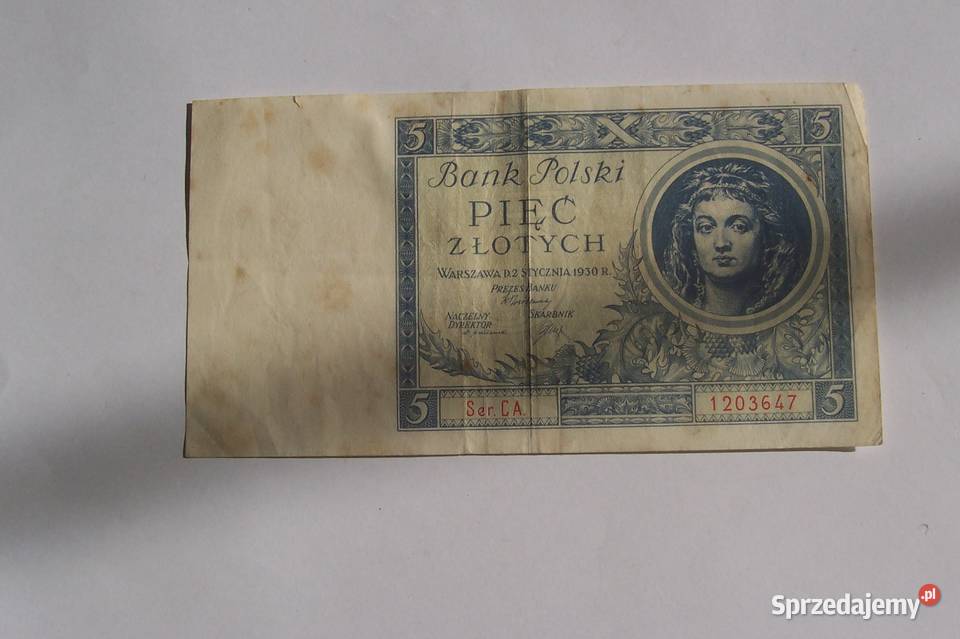 5 5
Bank Polski
PIĘĆ
ZŁOTYCH
WARSZAWA D.2 STYCZNIA 1930 R.
PREZES BANKU
NACZELNY SKARBNIK
DYREKTOR
5 Ser. CA. 1203647 5
Sprzedajemy.pl